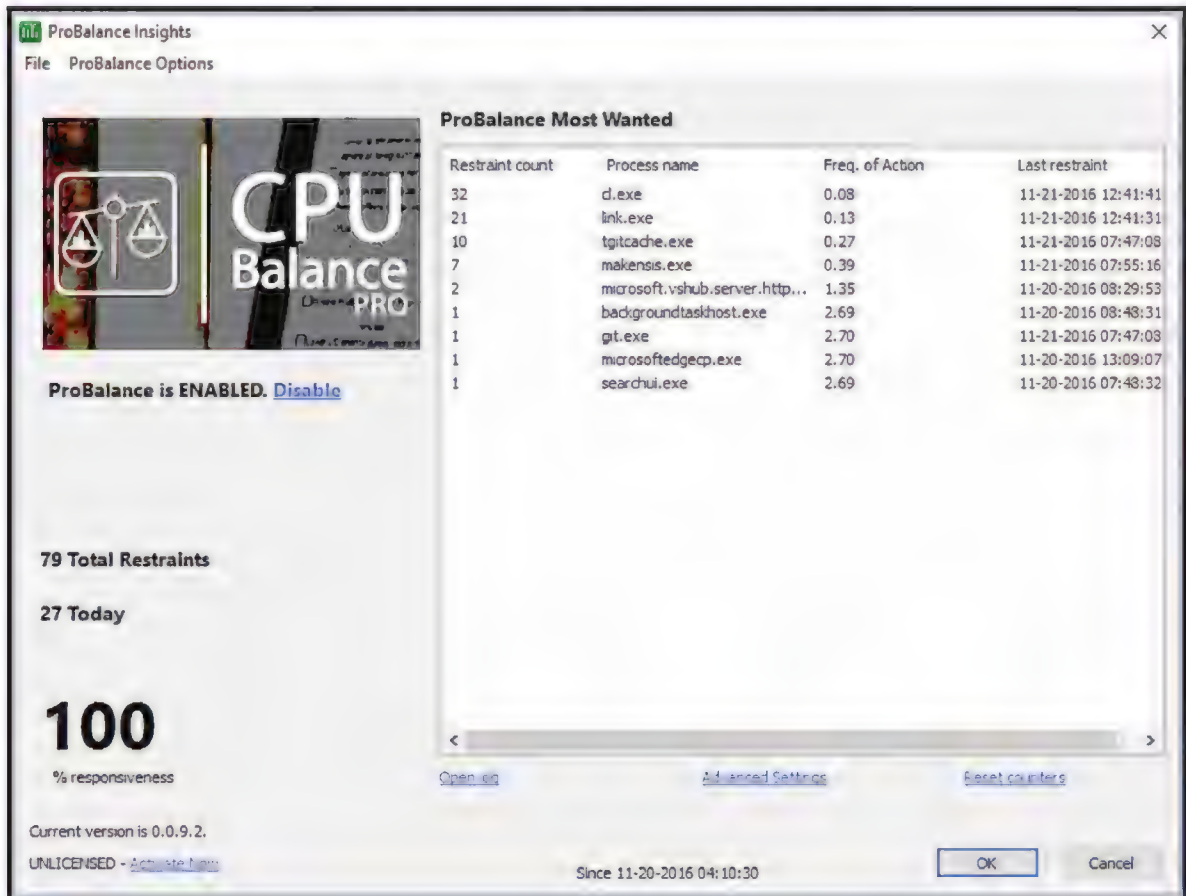 ProBalance Insights
File ProBalance Options
CPU
Balance
PRO
ProBalance is ENABLED. Disable
79 Total Restraints
27 Today
100
% responsiveness
Current version is 0.0.9.2.
UNLICENSED - Activate Now
ProBalance Most Wanted
Restraint count Process name Freq. of Action Last restraint
32 cl.exe 0.08 11-21-2016 12:41:41
21 link.exe 0.13 11-21-2016 12:41:31
10 tgitcache.exe 0.27 11-21-2016 07:47:08
7 makensis.exe 0.39 11-21-2016 07:55:16
2 microsoft.vshub.server.http... 1.35 11-20-2016 08:29:53
1 backgroundtaskhost.exe 2.69 11-20-2016 08:48:31
1 git.exe 2.70 11-21-2016 07:47:08
1 microsoftedgecp.exe 2.70 11-20-2016 13:09:07
1 searchui.exe 2.69 11-20-2016 07:48:32
Open log Advanced Settings Reset counters
Since 11-20-2016 04:10:30
OK Cancel